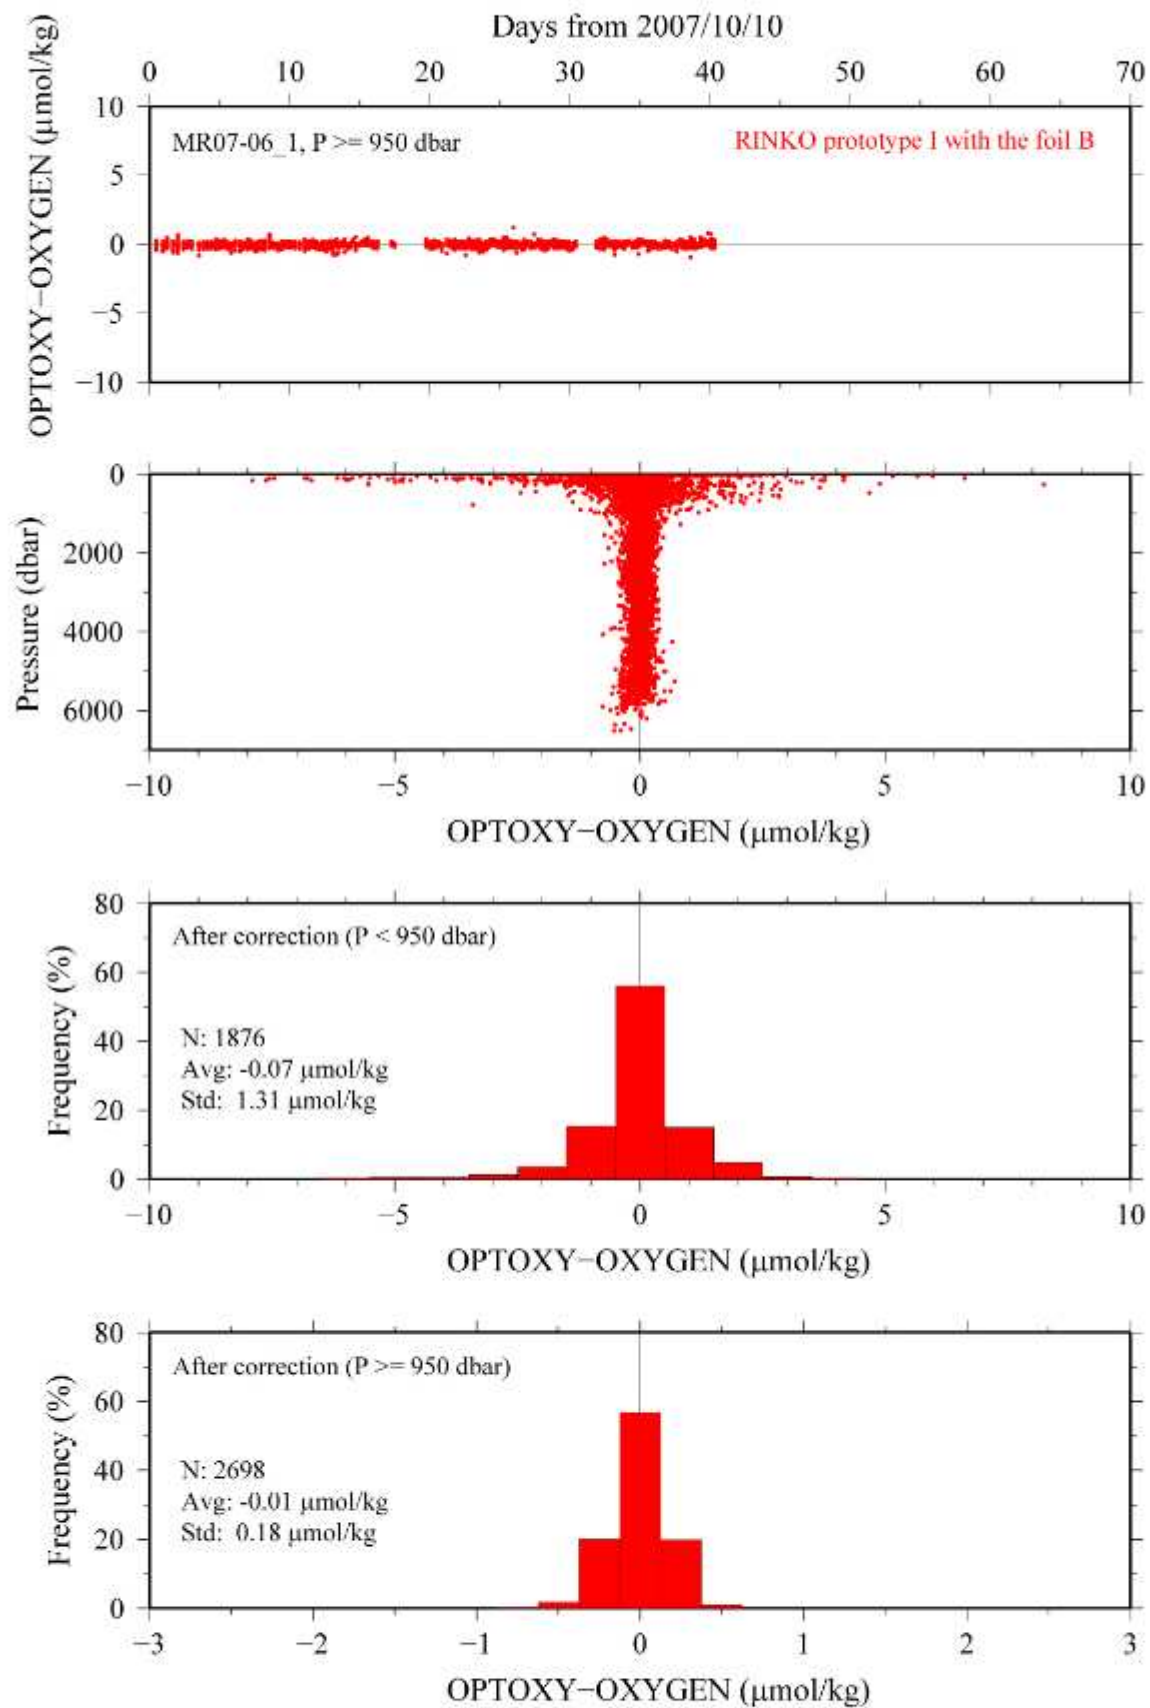 Days from 2007/10/10
0 10 20 30 40 50 60 70
OPTOXY−OXYGEN (μmol/kg)
10
5
0
−5
−10
MR07-06_1, P >= 950 dbar
RINKO prototype I with the foil B
Pressure (dbar)
0
2000
4000
6000
−10 −5 0 5 10
OPTOXY−OXYGEN (μmol/kg)
Frequency (%)
80
60
40
20
0
After correction (P < 950 dbar)
N: 1876
Avg: -0.07 μmol/kg
Std: 1.31 μmol/kg
−10 −5 0 5 10
OPTOXY−OXYGEN (μmol/kg)
Frequency (%)
80
60
40
20
0
After correction (P >= 950 dbar)
N: 2698
Avg: -0.01 μmol/kg
Std: 0.18 μmol/kg
−3 −2 −1 0 1 2 3
OPTOXY−OXYGEN (μmol/kg)